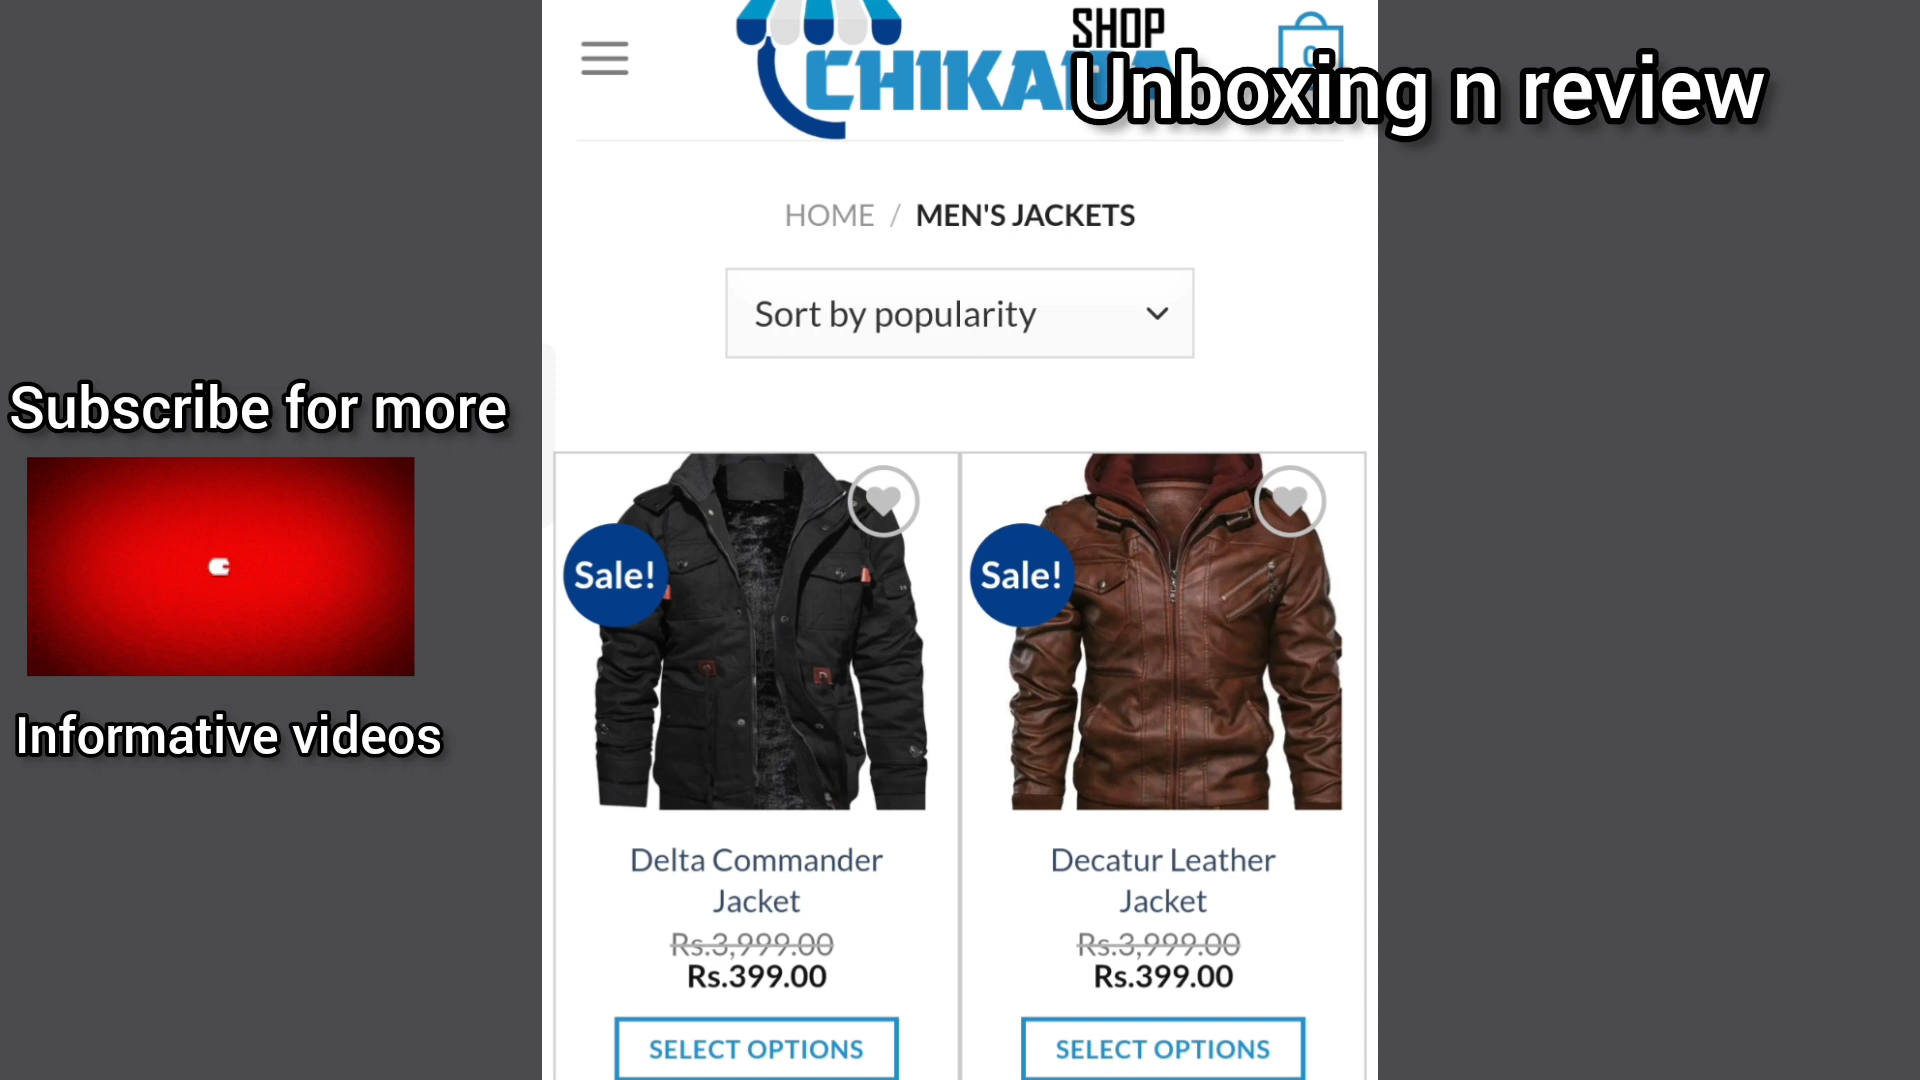 SHOP
Unboxing n review
HOME / MEN'S JACKETS
Sort by popularity
Subscribe for more
Sale!
Sale!
Informative videos
Delta Commander
Jacket
Rs.3,999.00
Rs.399.00
SELECT OPTIONS
Decatur Leather
Jacket
Rs.3,999.00
Rs.399.00
SELECT OPTIONS